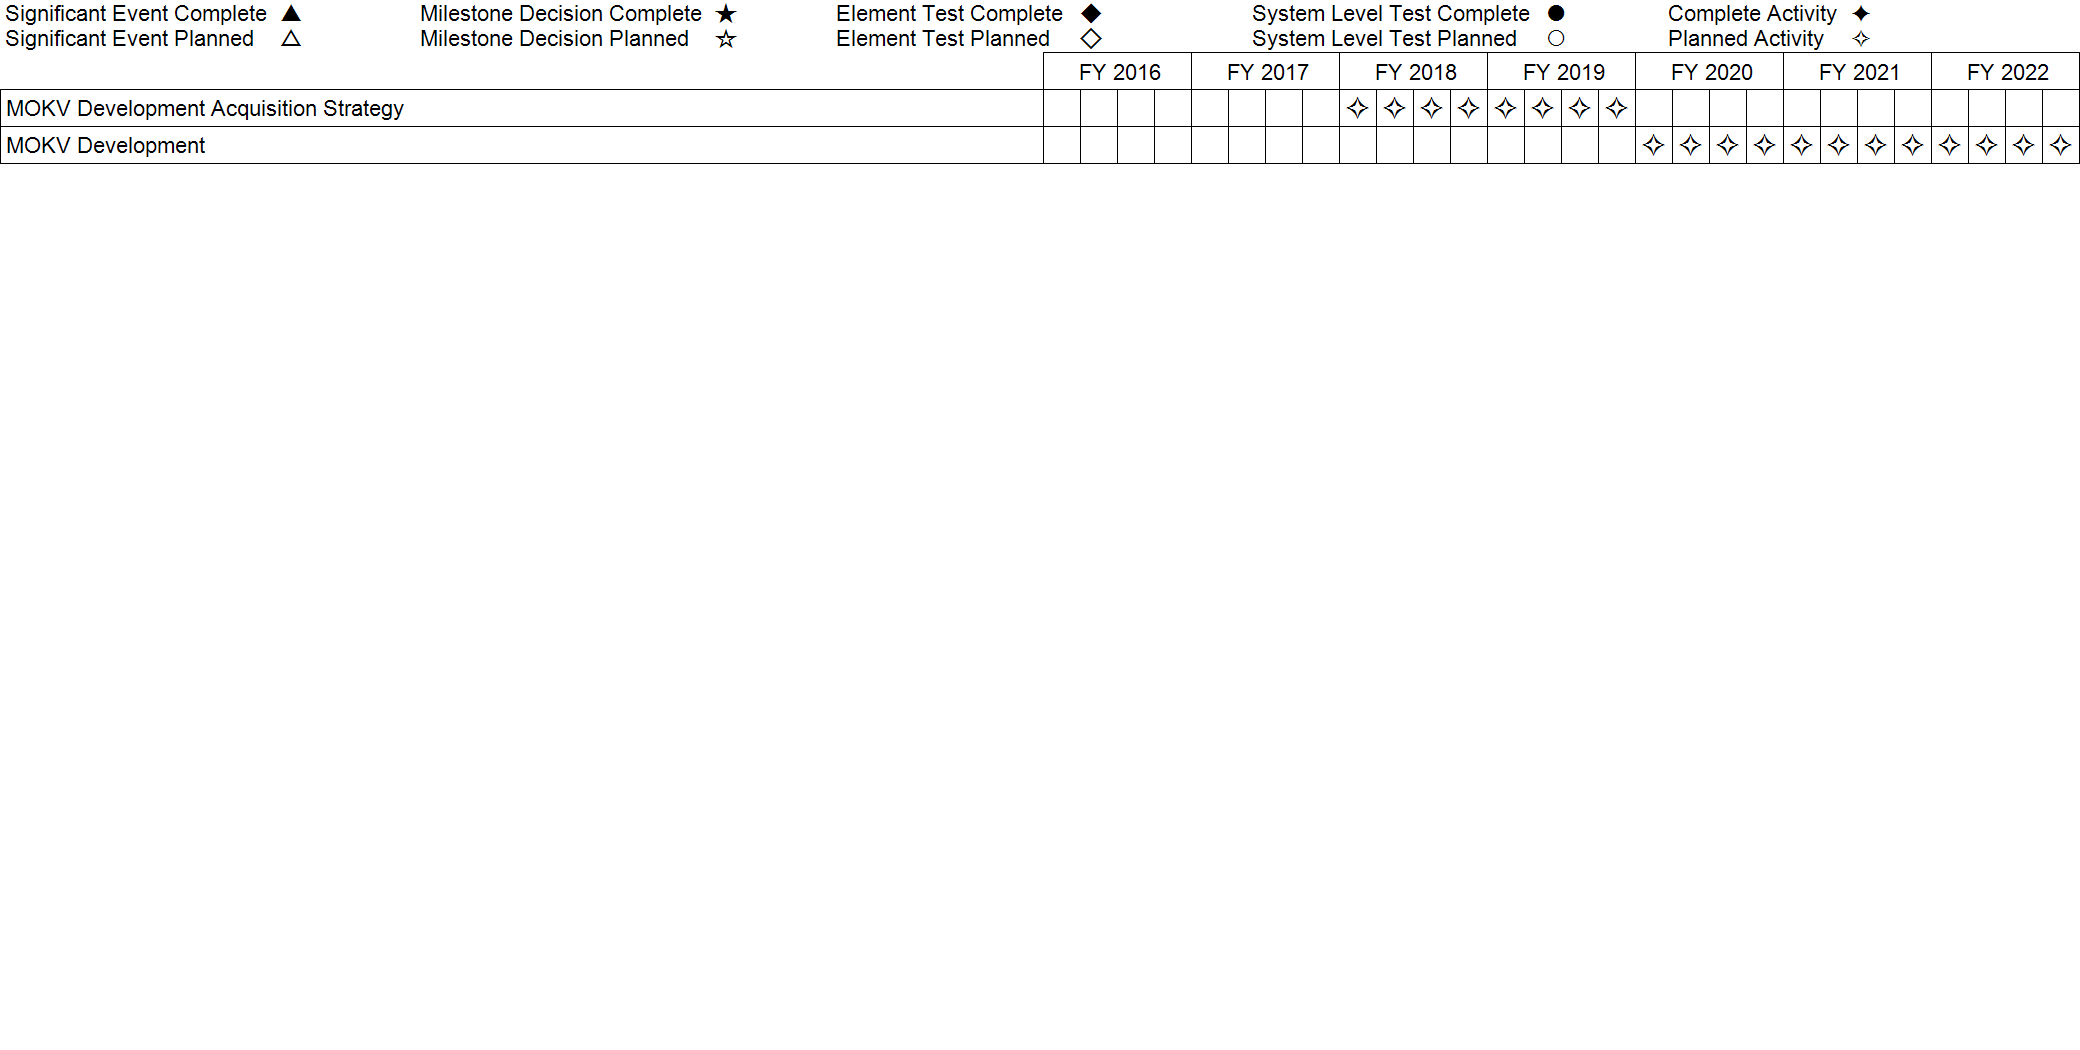 Significant Event Complete ▲ Milestone Decision Complete ★ Element Test Complete ◆ System Level Test Complete ● Complete Activity ✦
Significant Event Planned △ Milestone Decision Planned ☆ Element Test Planned ◇ System Level Test Planned ○ Planned Activity ✧
FY 2016 FY 2017 FY 2018 FY 2019 FY 2020 FY 2021 FY 2022
MOKV Development Acquisition Strategy ✧ ✧ ✧ ✧ ✧ ✧ ✧ ✧
MOKV Development ✧ ✧ ✧ ✧ ✧ ✧ ✧ ✧ ✧ ✧ ✧ ✧